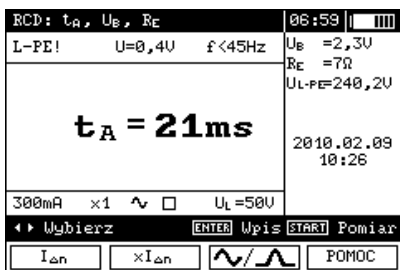 RCD: tA, UB, RE 06:59
L-PE! U=0,4V f<45Hz
UB =2,3V
RE =7Ω
UL-PE=240,2V
tA = 21ms
2010.02.09
10:26
300mA ×1 ∿ □ UL=50V
Wybierz ENTER Wpis START Pomiar
IΔn ×IΔn ∿/ POMOC